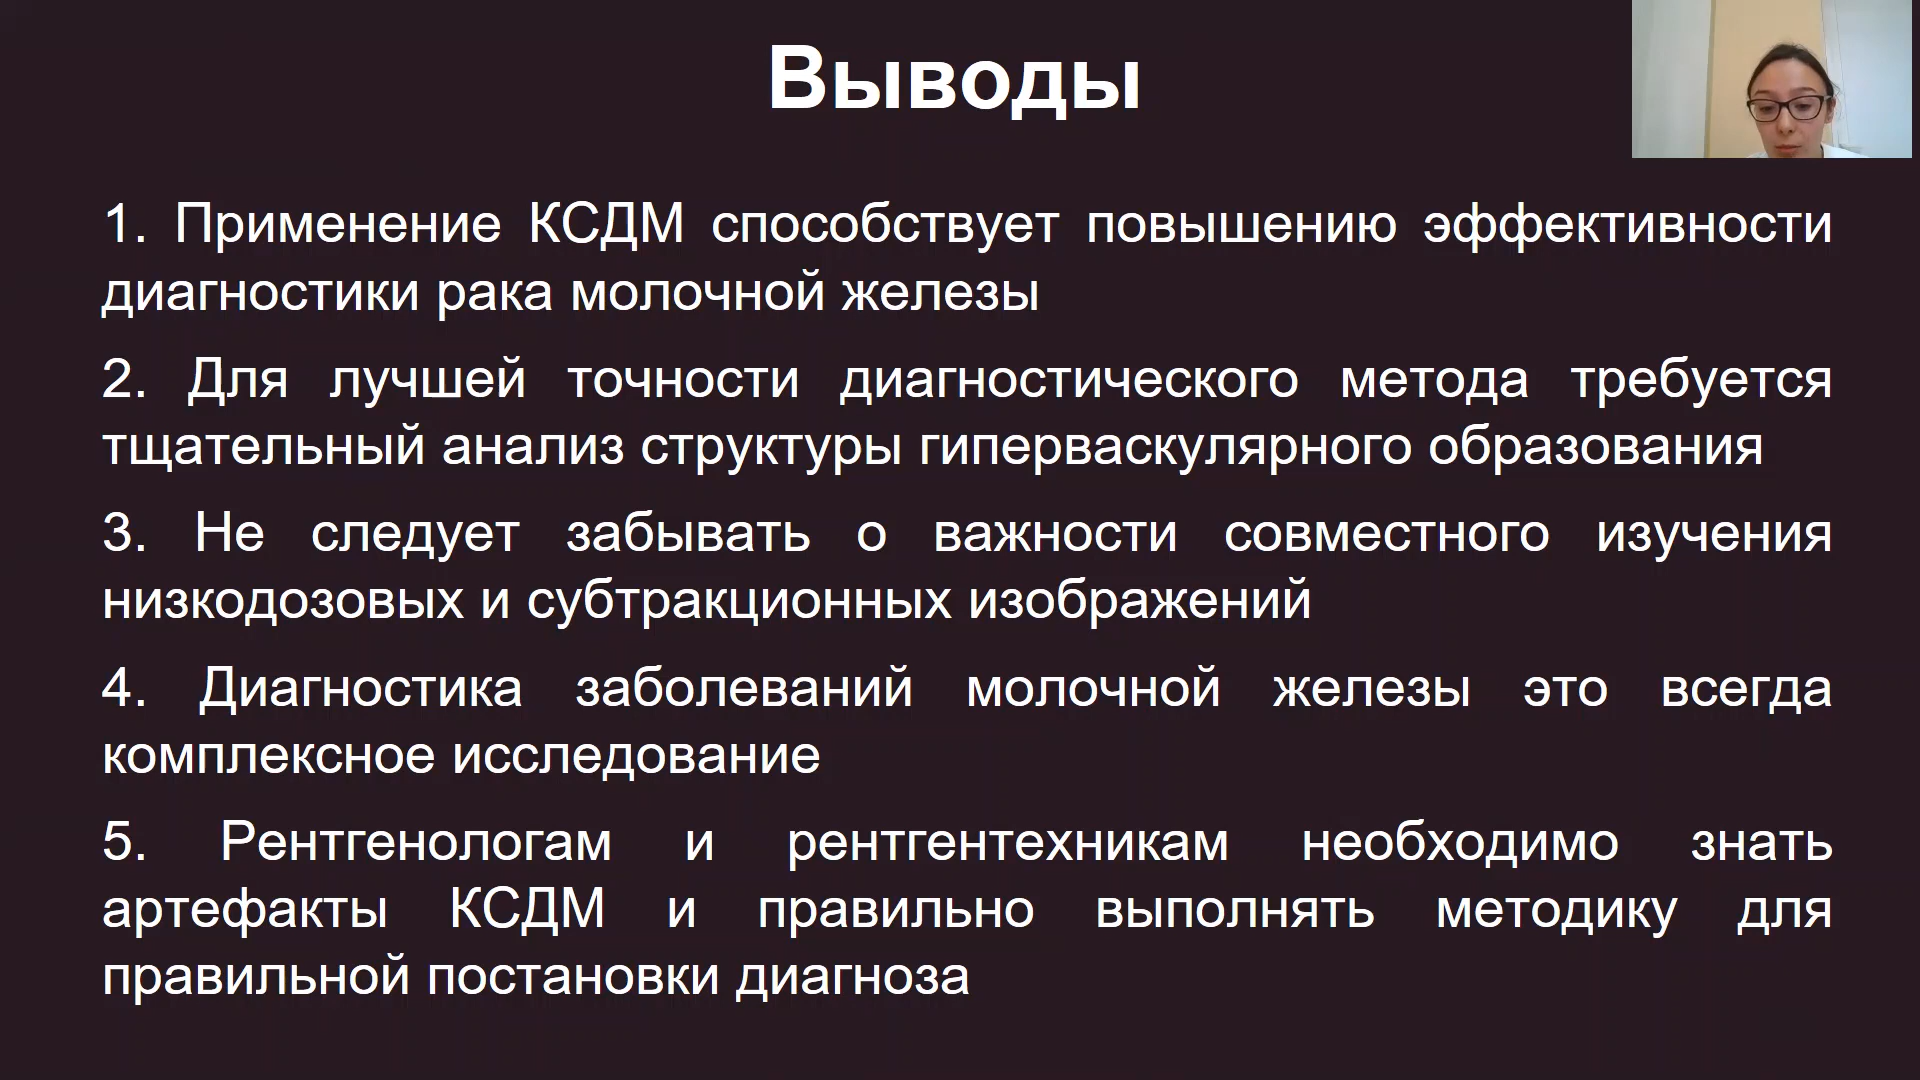 Выводы
1. Применение КСДМ способствует повышению эффективности
диагностики рака молочной железы
2. Для лучшей точности диагностического метода требуется
тщательный анализ структуры гиперваскулярного образования
3. Не следует забывать о важности совместного изучения
низкодозовых и субтракционных изображений
4. Диагностика заболеваний молочной железы это всегда
комплексное исследование
5. Рентгенологам и рентгентехникам необходимо знать
артефакты КСДМ и правильно выполнять методику для
правильной постановки диагноза